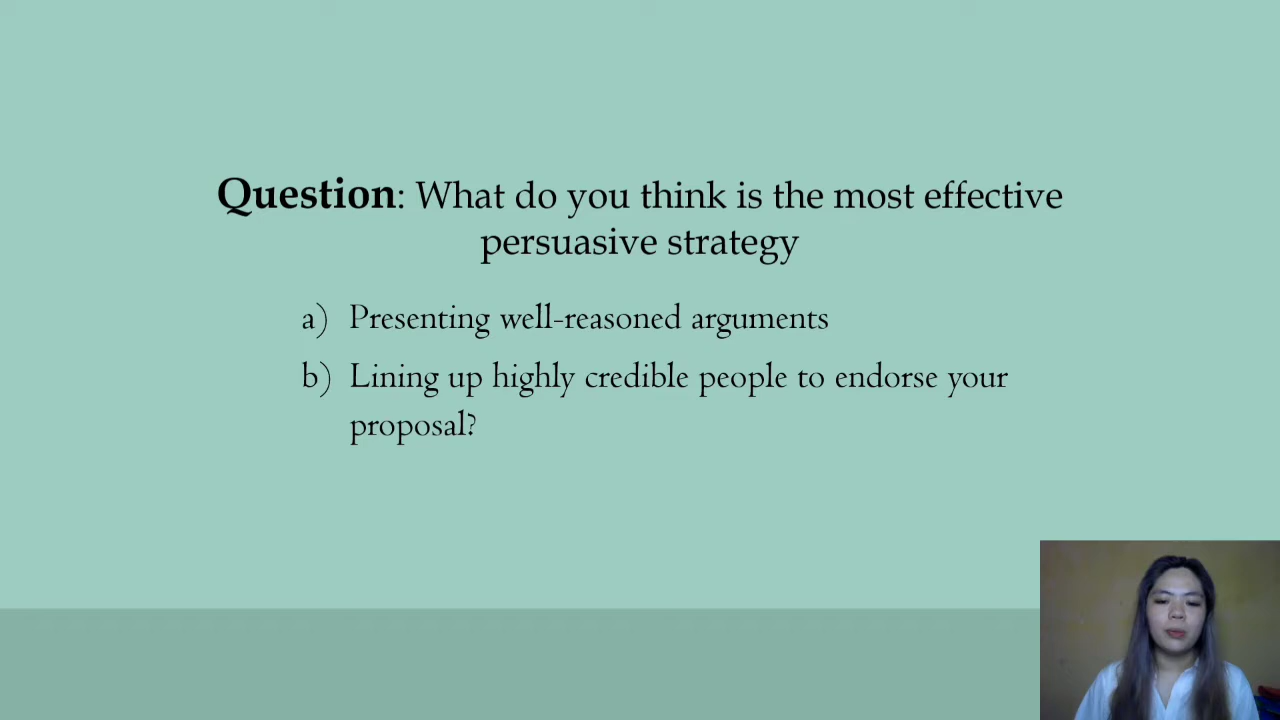 Question: What do you think is the most effective
persuasive strategy
a) Presenting well-reasoned arguments
b) Lining up highly credible people to endorse your
proposal?